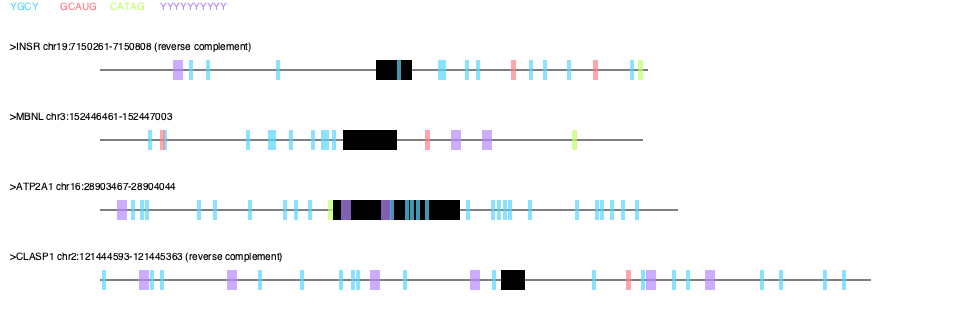 YGCY GCAUG CATAG YYYYYYYYYY
>INSR chr19:7150261-7150808 (reverse complement)
>MBNL chr3:152446461-152447003
>ATP2A1 chr16:28903467-28904044
>CLASP1 chr2:121444593-121445363 (reverse complement)